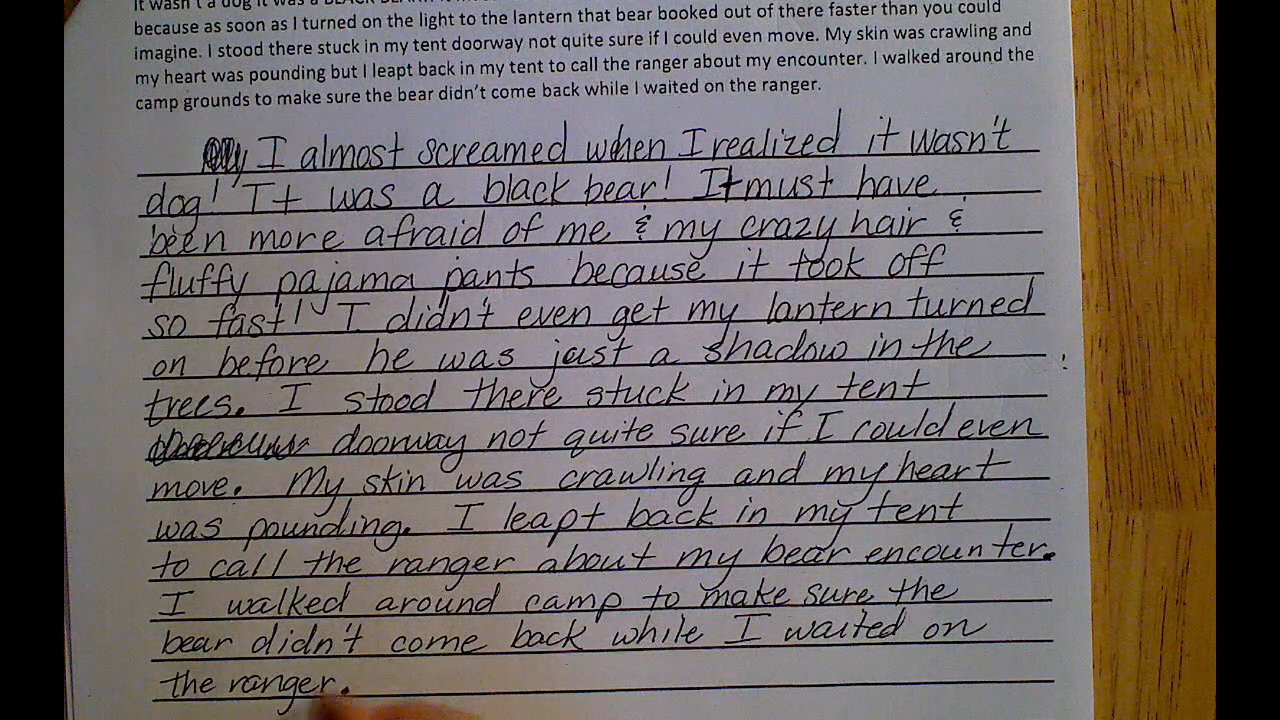 because as soon as I turned on the light to the lantern that bear booked out of there faster than you could
imagine. I stood there stuck in my tent doorway not quite sure if I could even move. My skin was crawling and
my heart was pounding but I leapt back in my tent to call the ranger about my encounter. I walked around the
camp grounds to make sure the bear didn't come back while I waited on the ranger.
I almost screamed when I realized it wasn't
dog! It was a black bear! It must have
been more afraid of me & my crazy hair &
fluffy pajama pants because it took off
so fast! I didn't even get my lantern turned
on before he was just a shadow in the
trees. I stood there stuck in my tent
doorway not quite sure if I could even
move. My skin was crawling and my heart
was pounding. I leapt back in my tent
to call the ranger about my bear encounter.
I walked around camp to make sure the
bear didn't come back while I waited on
the ranger.